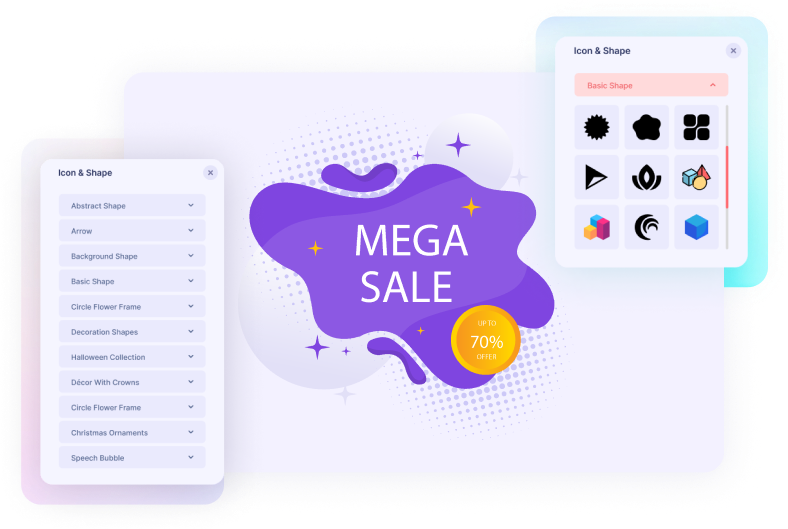 Icon & Shape
Abstract Shape
Arrow
Background Shape
Basic Shape
Circle Flower Frame
Decoration Shapes
Halloween Collection
Décor With Crowns
Circle Flower Frame
Christmas Ornaments
Speech Bubble
MEGA
SALE
UP TO
70%
OFFER
Icon & Shape
Basic Shape